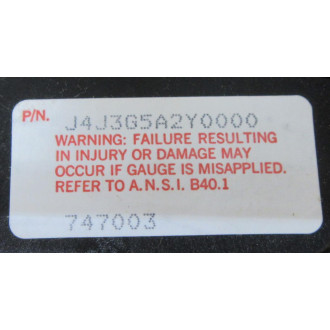 P/N. J4J3G5A2Y0000
WARNING: FAILURE RESULTING
IN INJURY OR DAMAGE MAY
OCCUR IF GAUGE IS MISAPPLIED.
REFER TO A.N.S.I. B40.1
747003